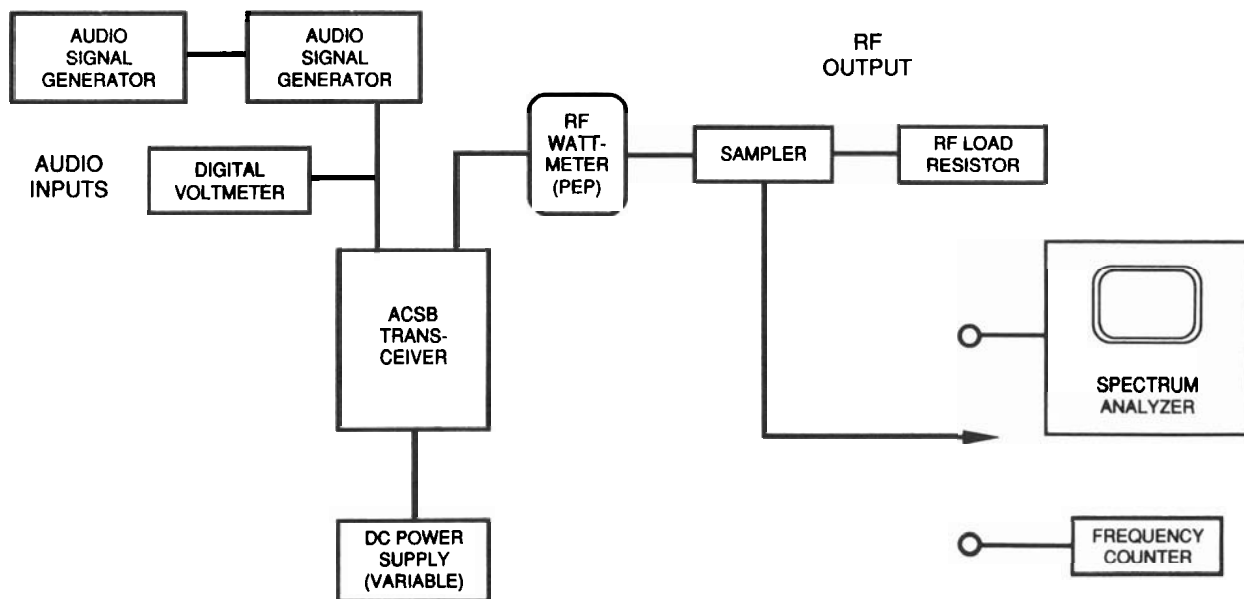 AUDIO
SIGNAL
GENERATOR
AUDIO
SIGNAL
GENERATOR
RF
OUTPUT
AUDIO
INPUTS
DIGITAL
VOLTMETER
RF
WATT-
METER
(PEP)
SAMPLER
RF LOAD
RESISTOR
ACSB
TRANS-
CEIVER
SPECTRUM
ANALYZER
DC POWER
SUPPLY
(VARIABLE)
FREQUENCY
COUNTER